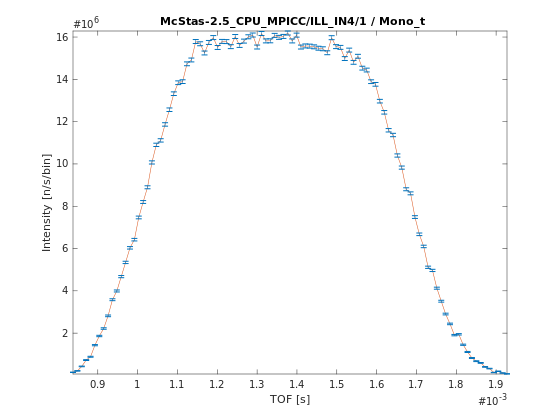 McStas-2.5_CPU_MPICC/ILL_IN4/1 / Mono_t
#10⁶
16
14
12
10
8
6
4
2
Intensity [n/s/bin]
0.9 1 1.1 1.2 1.3 1.4 1.5 1.6 1.7 1.8 1.9
TOF [s]
#10⁻³